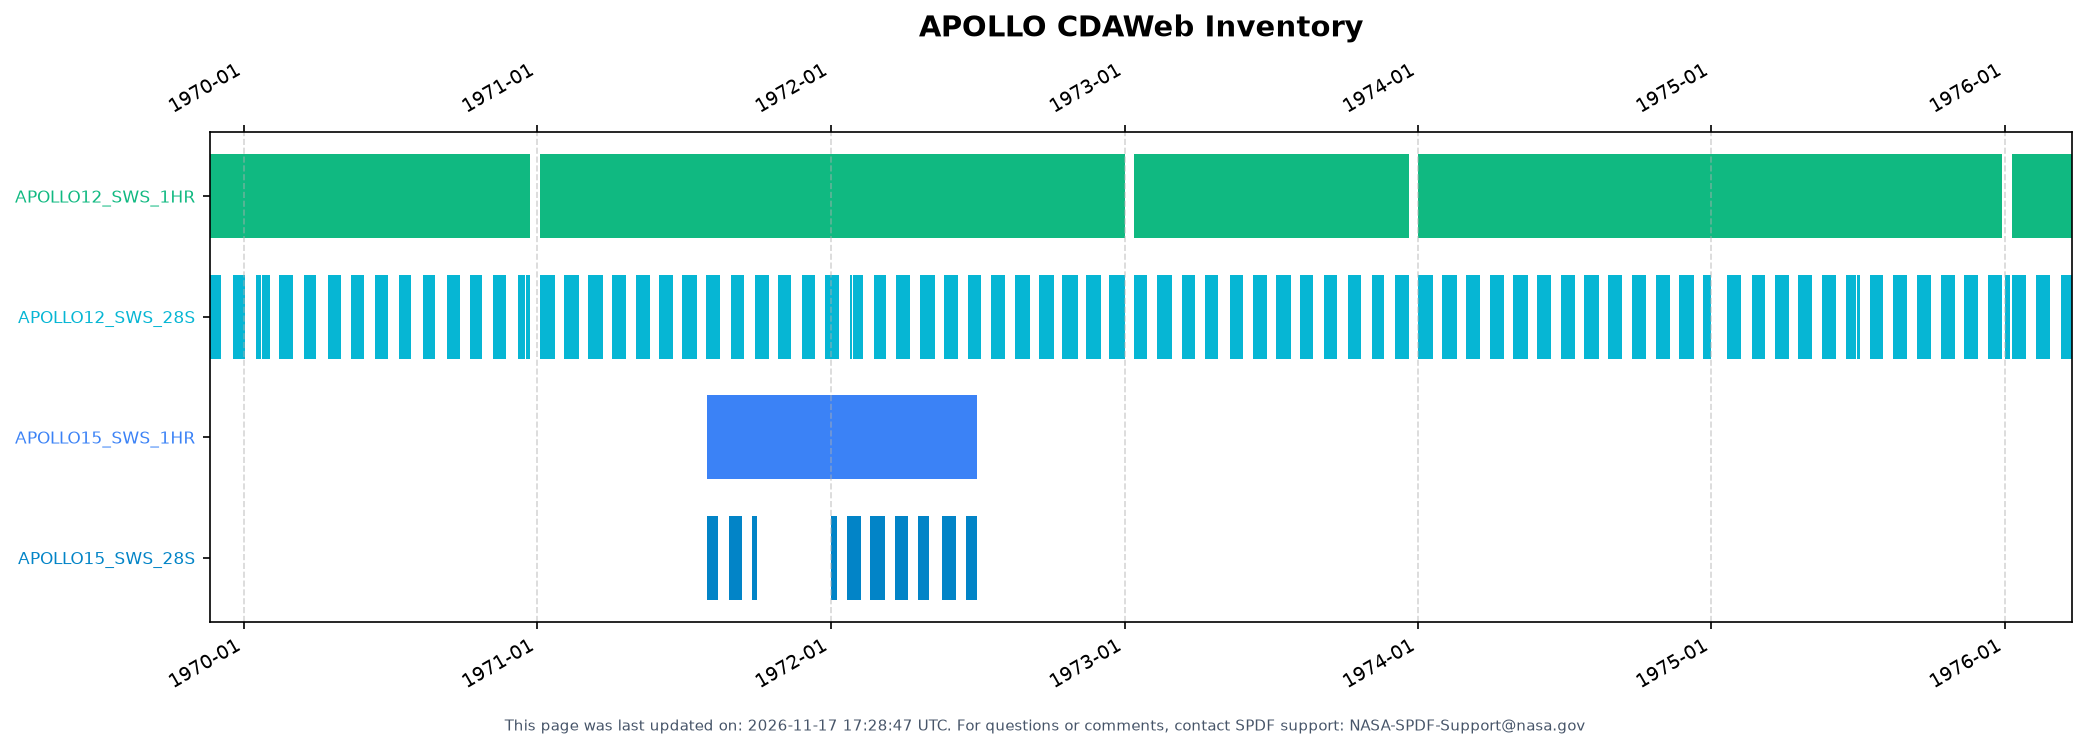 APOLLO CDAWeb Inventory
1970-01 1971-01 1972-01 1973-01 1974-01 1975-01 1976-01
APOLLO12_SWS_1HR
APOLLO12_SWS_28S
APOLLO15_SWS_1HR
APOLLO15_SWS_28S
1970-01 1971-01 1972-01 1973-01 1974-01 1975-01 1976-01
This page was last updated on: 2026-11-17 17:28:47 UTC. For questions or comments, contact SPDF support: NASA-SPDF-Support@nasa.gov